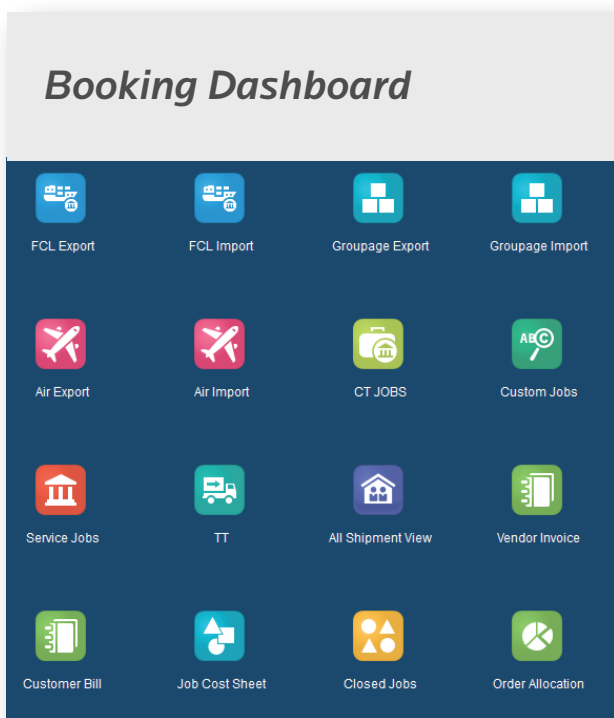 Booking Dashboard
FCL Export
FCL Import
Groupage Export
Groupage Import
Air Export
Air Import
CT JOBS
ABC
Custom Jobs
Service Jobs
TT
All Shipment View
Vendor Invoice
Customer Bill
Job Cost Sheet
Closed Jobs
Order Allocation